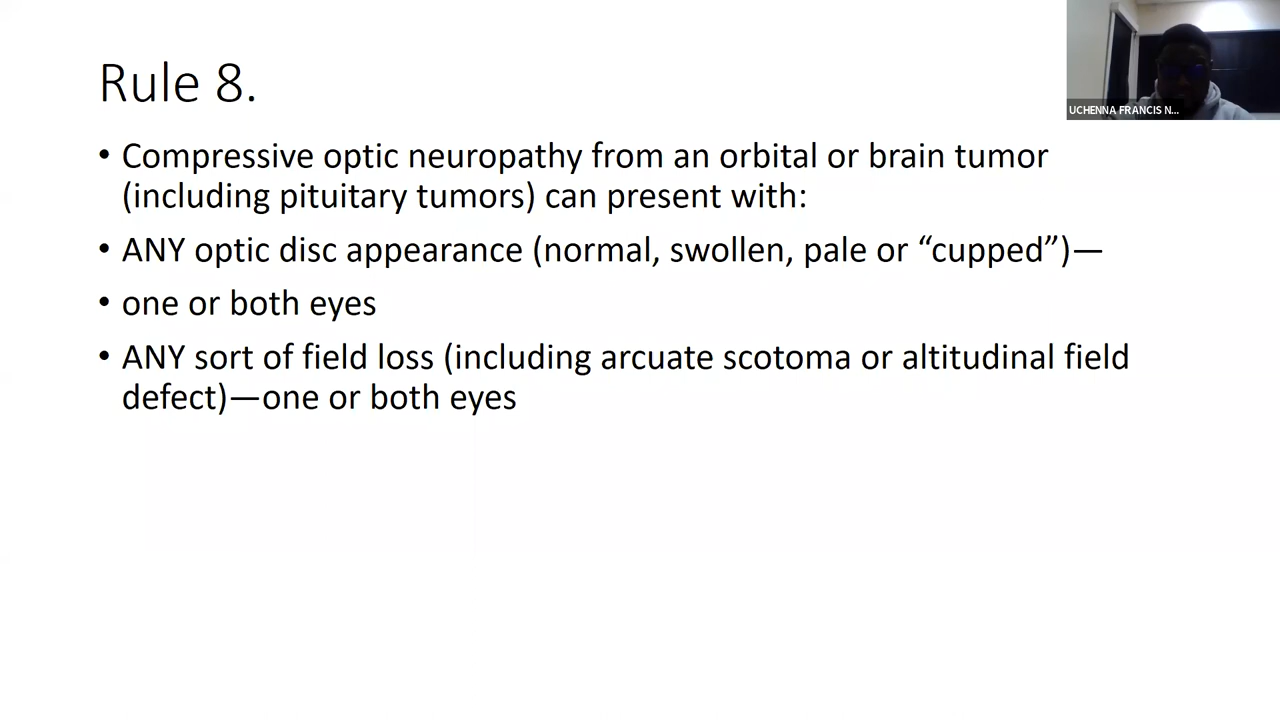 Rule 8.
UCHENNA FRANCIS N...
• Compressive optic neuropathy from an orbital or brain tumor
(including pituitary tumors) can present with:
• ANY optic disc appearance (normal, swollen, pale or “cupped”)—
• one or both eyes
• ANY sort of field loss (including arcuate scotoma or altitudinal field
defect)—one or both eyes